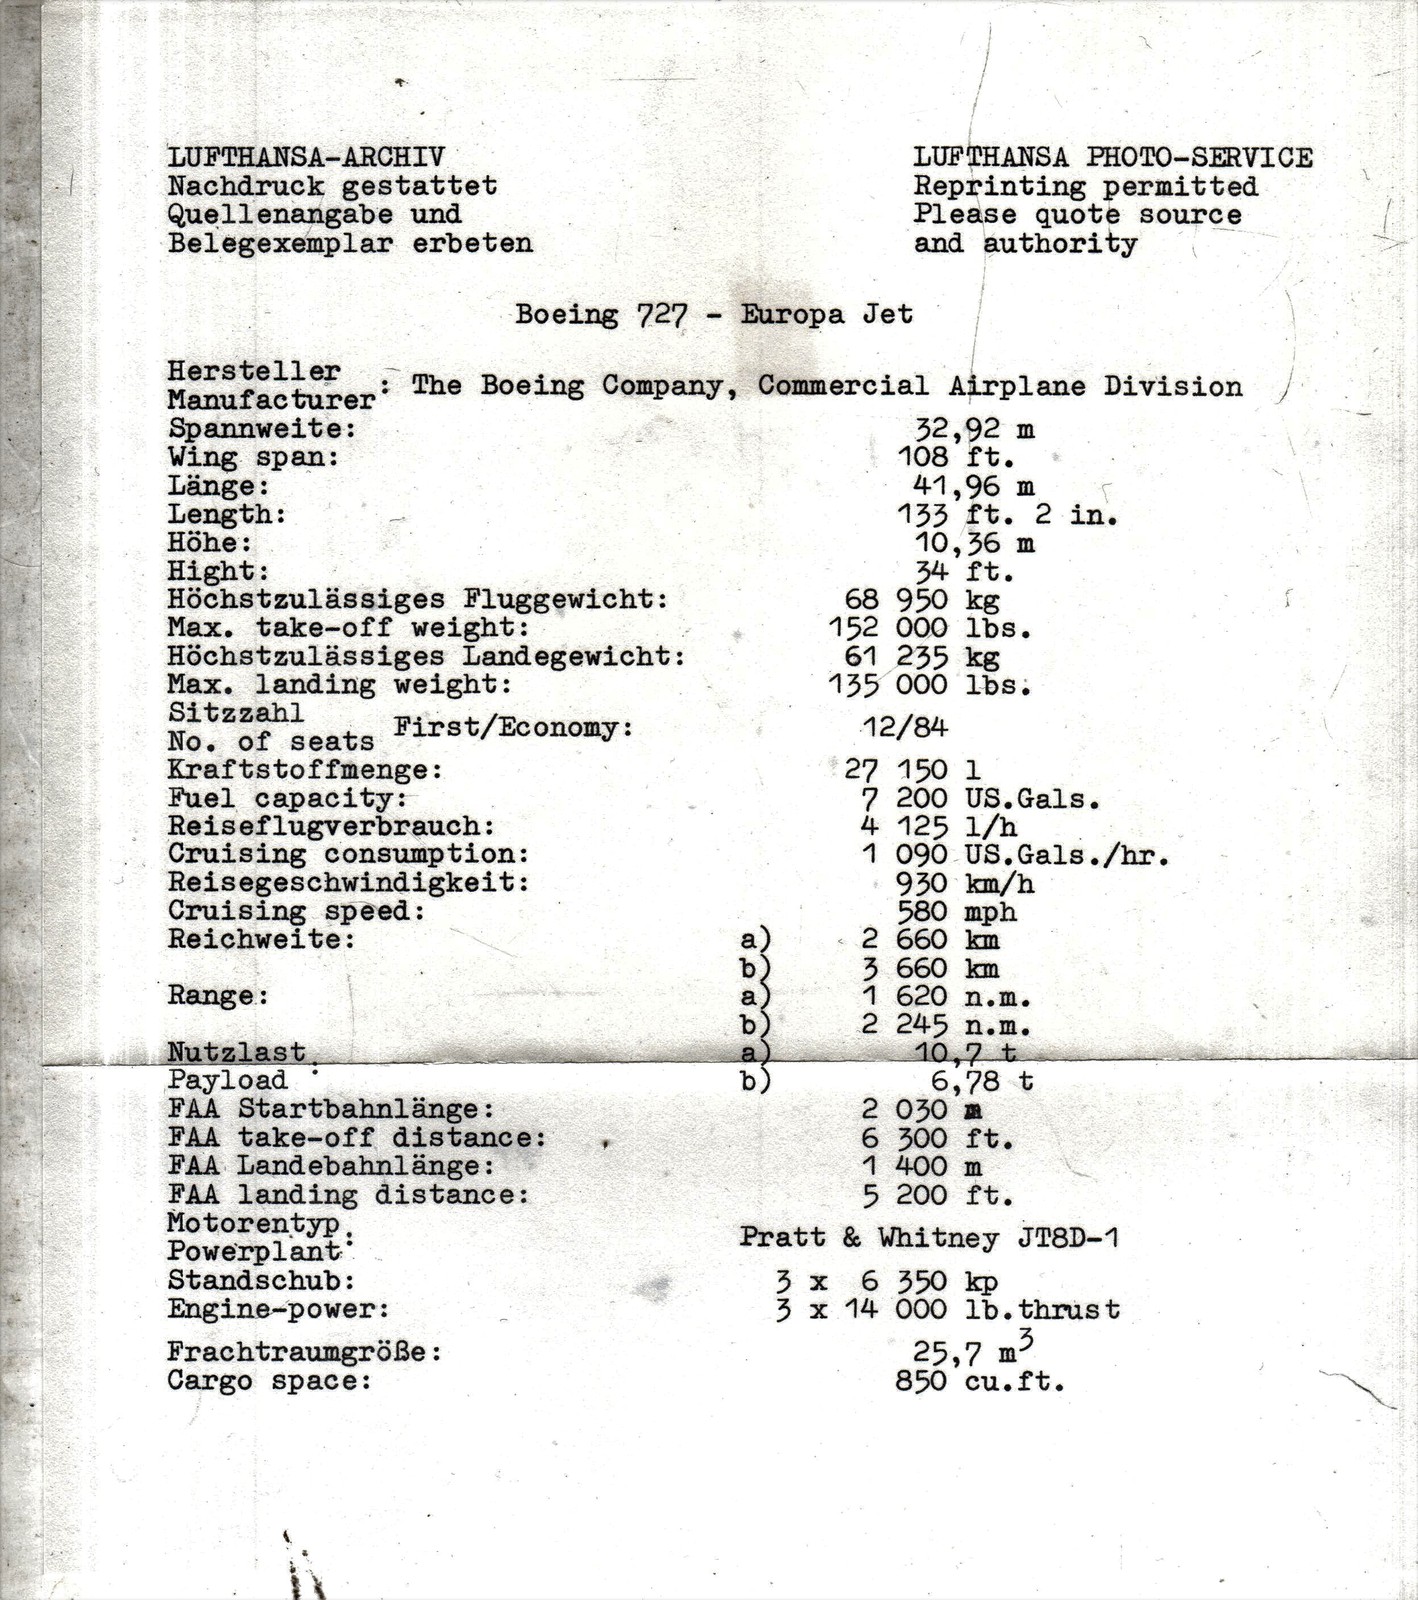 LUFTHANSA-ARCHIV
Nachdruck gestattet
Quellenangabe und
Belegexemplar erbeten
LUFTHANSA PHOTO-SERVICE
Reprinting permitted
Please quote source
and authority
Boeing 727 - Europa Jet
Hersteller
Manufacturer : The Boeing Company, Commercial Airplane Division
Spannweite: 32,92 m
Wing span: 108 ft.
Länge: 41,96 m
Length: 133 ft. 2 in.
Höhe: 10,36 m
Hight: 34 ft.
Höchstzulässiges Fluggewicht: 68 950 kg
Max. take-off weight: 152 000 lbs.
Höchstzulässiges Landegewicht: 61 235 kg
Max. landing weight: 135 000 lbs.
Sitzzahl
No. of seats First/Economy: 12/84
Kraftstoffmenge: 27 150 l
Fuel capacity: 7 200 US.Gals.
Reiseflugverbrauch: 4 125 l/h
Cruising consumption: 1 090 US.Gals./hr.
Reisegeschwindigkeit: 930 km/h
Cruising speed: 580 mph
Reichweite: a) 2 660 km
b) 3 660 km
Range: a) 1 620 n.m.
b) 2 245 n.m.
Nutzlast a) 10,7 t
Payload : b) 6,78 t
FAA Startbahnlänge: 2 030 m
FAA take-off distance: 6 300 ft.
FAA Landebahnlänge: 1 400 m
FAA landing distance: 5 200 ft.
Motorentyp
Powerplant : Pratt & Whitney JT8D-1
Standschub: 3 x 6 350 kp
Engine-power: 3 x 14 000 lb.thrust
Frachtraumgröße: 25,7 m³
Cargo space: 850 cu.ft.